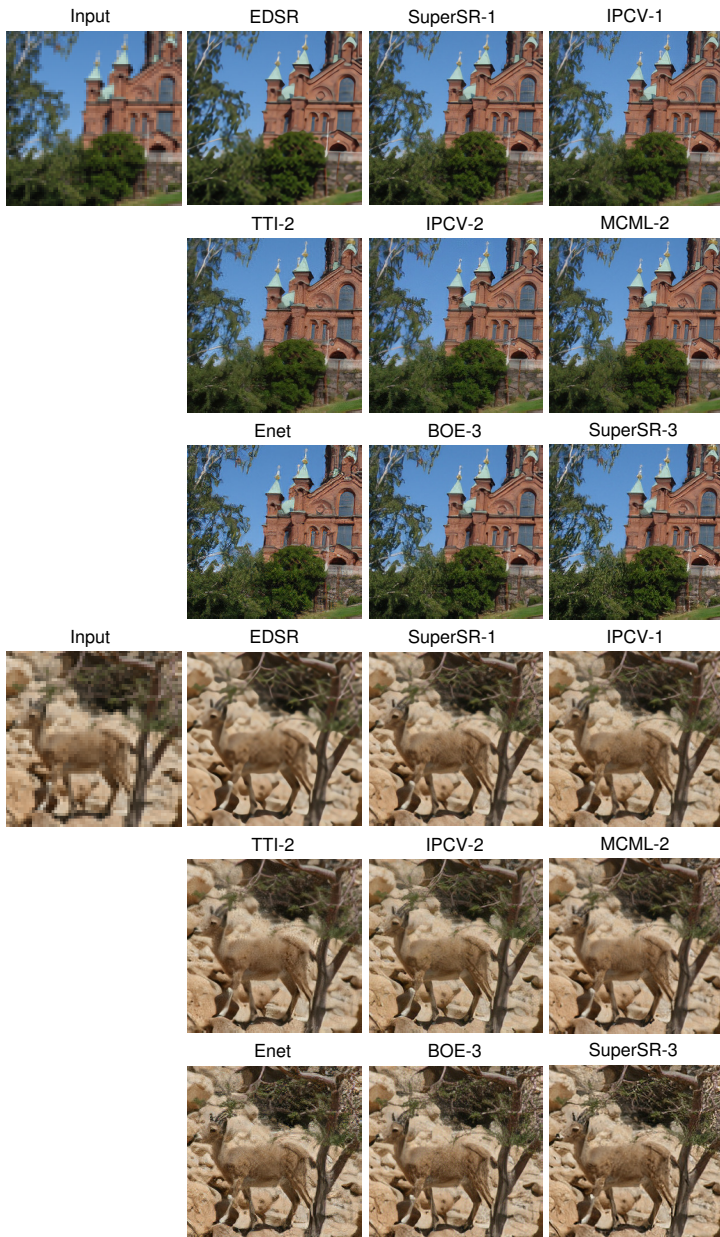 Input EDSR SuperSR-1 IPCV-1
TTI-2 IPCV-2 MCML-2
Enet BOE-3 SuperSR-3
Input EDSR SuperSR-1 IPCV-1
TTI-2 IPCV-2 MCML-2
Enet BOE-3 SuperSR-3